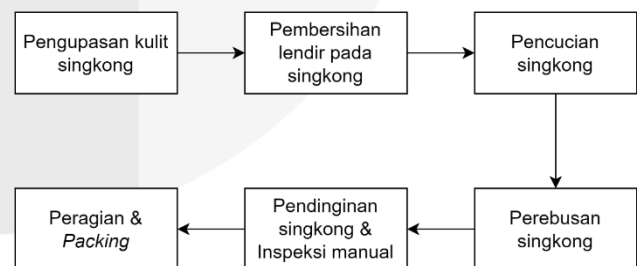 Pengupasan kulit
singkong
Pembersihan
lendir pada
singkong
Pencucian
singkong
Perebusan
singkong
Pendinginan
singkong &
Inspeksi manual
Peragian &
Packing